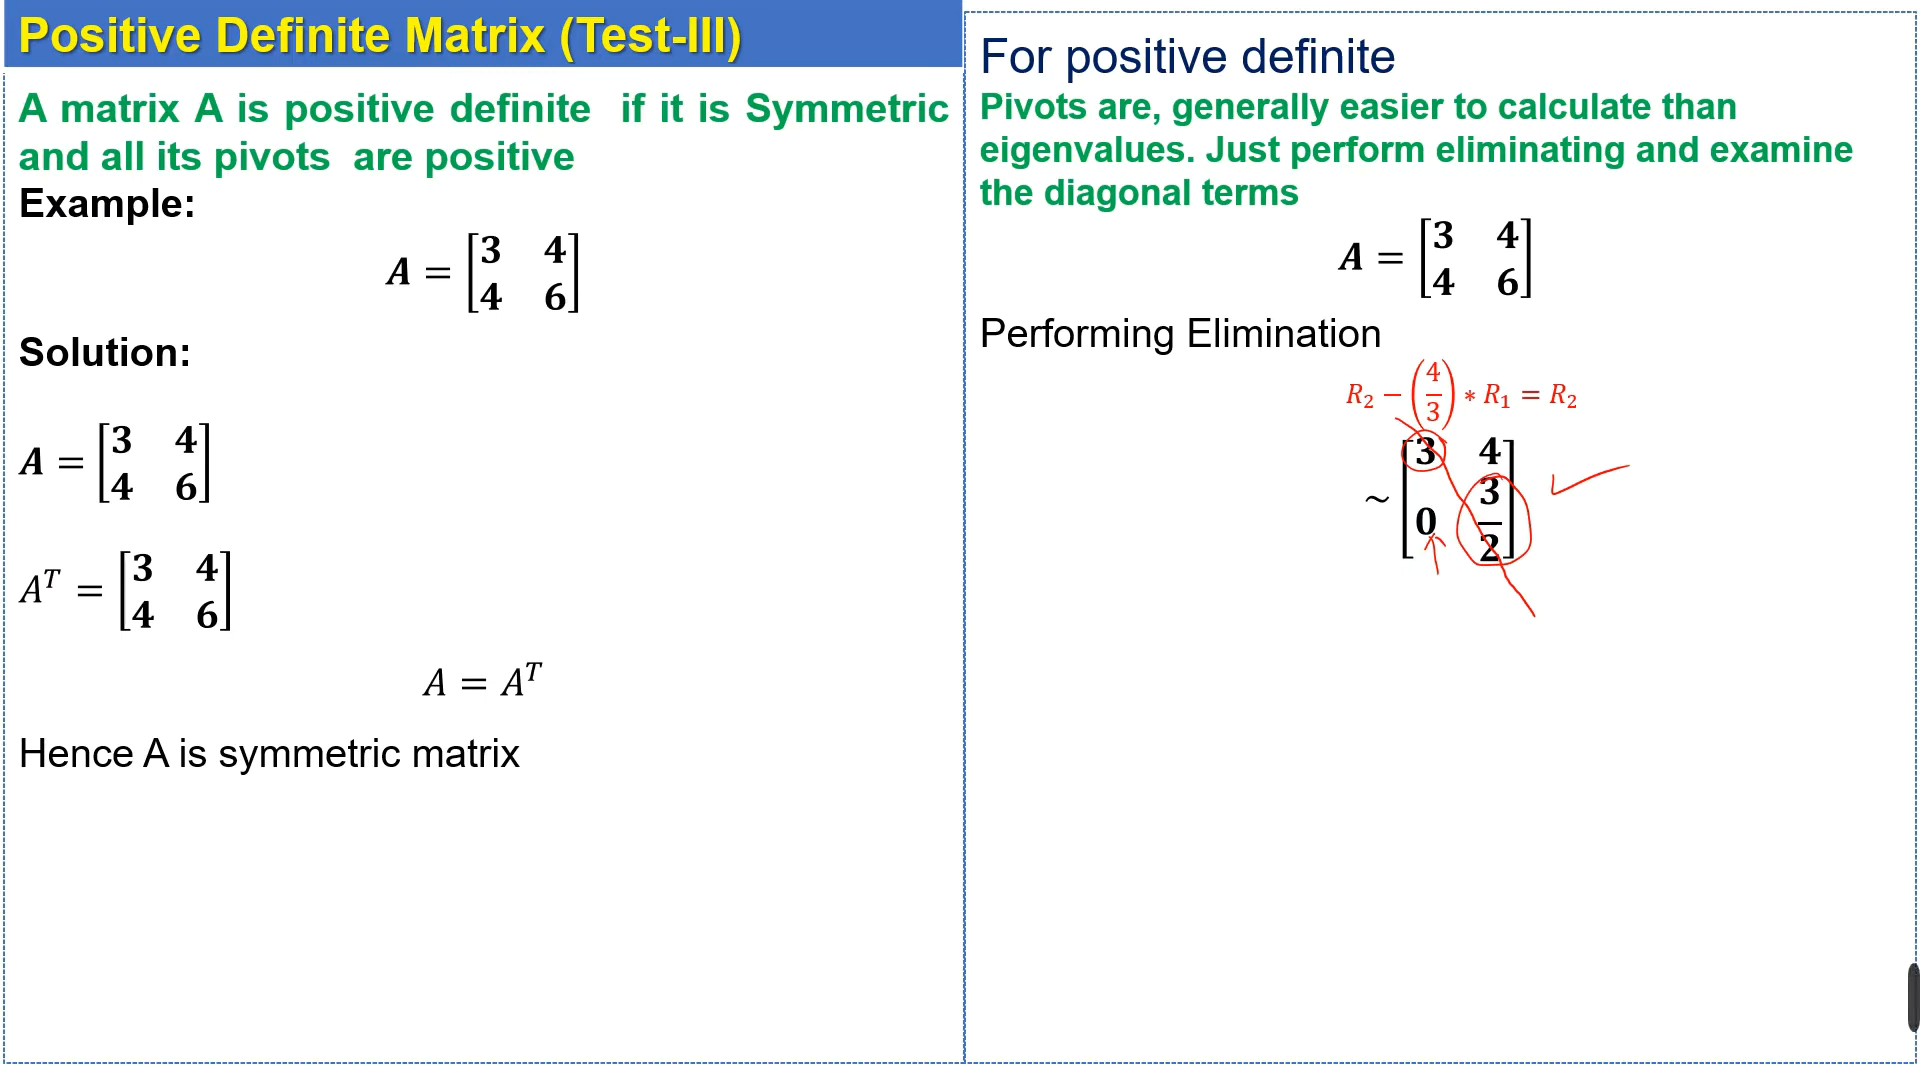 Positive Definite Matrix (Test-III)
A matrix A is positive definite if it is Symmetric
and all its pivots are positive
Example:
A = [3 4
4 6]
Solution:
A = [3 4
4 6]
A^T = [3 4
4 6]
A = A^T
Hence A is symmetric matrix
For positive definite
Pivots are, generally easier to calculate than
eigenvalues. Just perform eliminating and examine
the diagonal terms
A = [3 4
4 6]
Performing Elimination
R₂ − (4/3) * R₁ = R₂
~ [3 4
0 3/2]